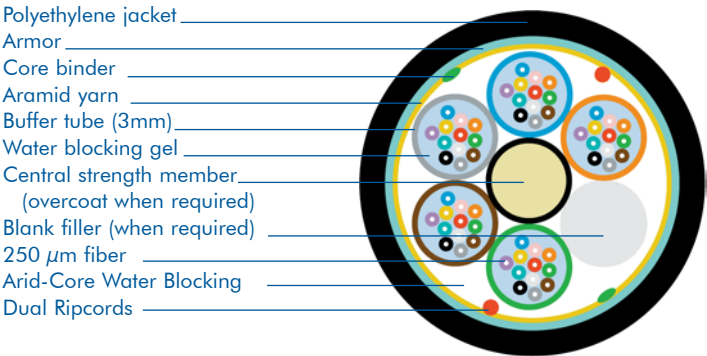 Polyethylene jacket
Armor
Core binder
Aramid yarn
Buffer tube (3mm)
Water blocking gel
Central strength member
(overcoat when required)
Blank filler (when required)
250 µm fiber
Arid-Core Water Blocking
Dual Ripcords